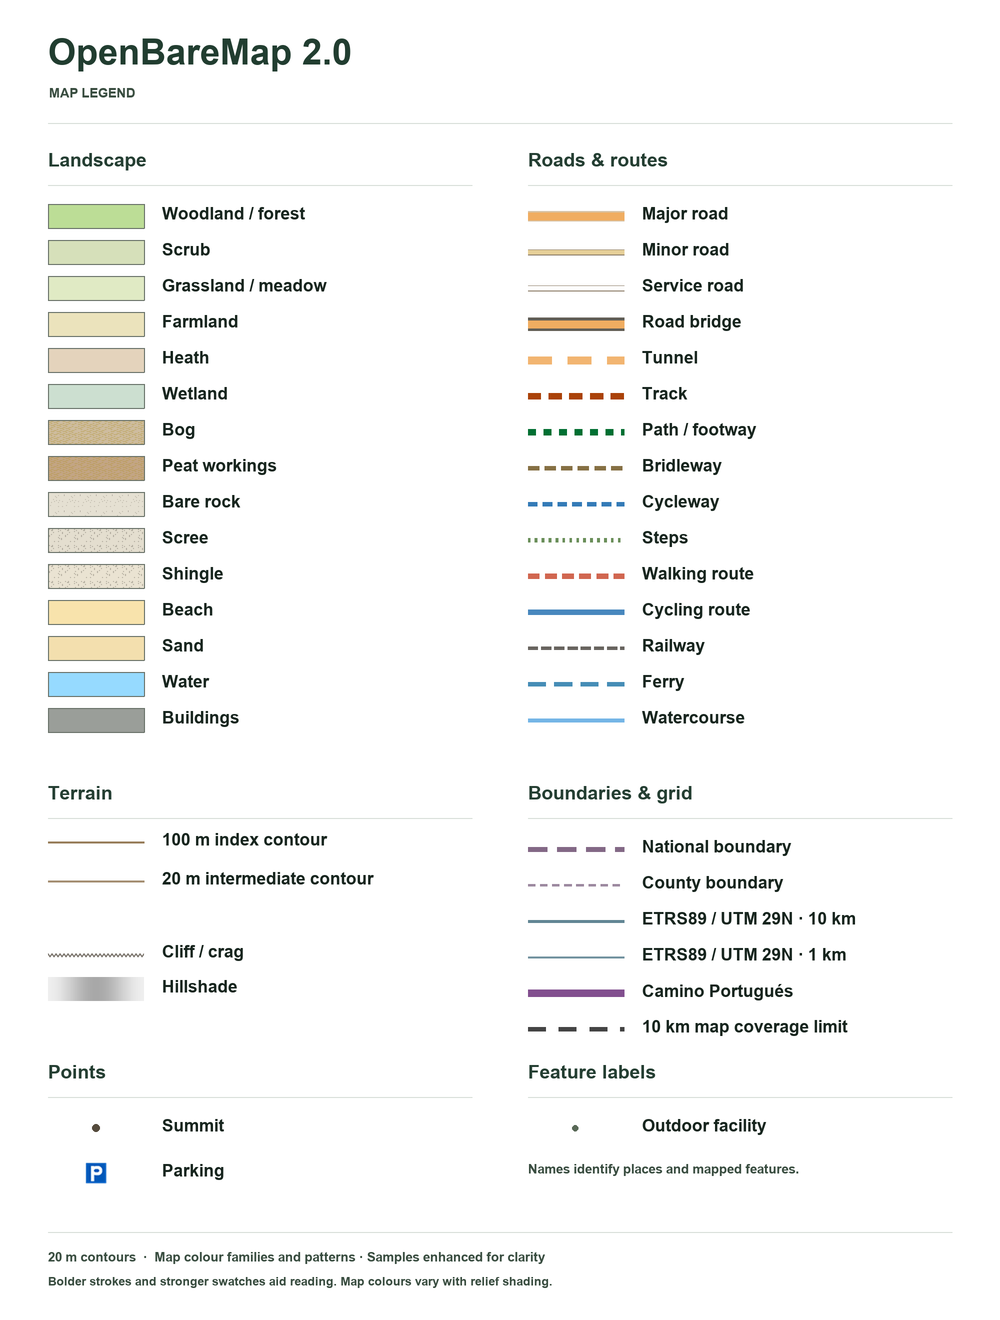 OpenBareMap 2.0
MAP LEGEND
Landscape
Woodland / forest
Scrub
Grassland / meadow
Farmland
Heath
Wetland
Bog
Peat workings
Bare rock
Scree
Shingle
Beach
Sand
Water
Buildings
Roads & routes
Major road
Minor road
Service road
Road bridge
Tunnel
Track
Path / footway
Bridleway
Cycleway
Steps
Walking route
Cycling route
Railway
Ferry
Watercourse
Terrain
100 m index contour
20 m intermediate contour
Cliff / crag
Hillshade
Boundaries & grid
National boundary
County boundary
ETRS89 / UTM 29N · 10 km
ETRS89 / UTM 29N · 1 km
Camino Portugués
10 km map coverage limit
Points
Summit
P
Parking
Feature labels
Outdoor facility
Names identify places and mapped features.
20 m contours · Map colour families and patterns · Samples enhanced for clarity
Bolder strokes and stronger swatches aid reading. Map colours vary with relief shading.